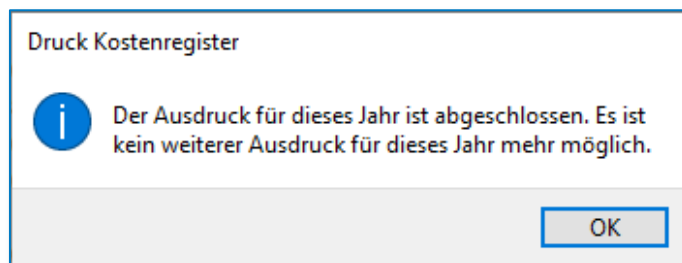 Druck Kostenregister
Der Ausdruck für dieses Jahr ist abgeschlossen. Es ist
kein weiterer Ausdruck für dieses Jahr mehr möglich.
OK